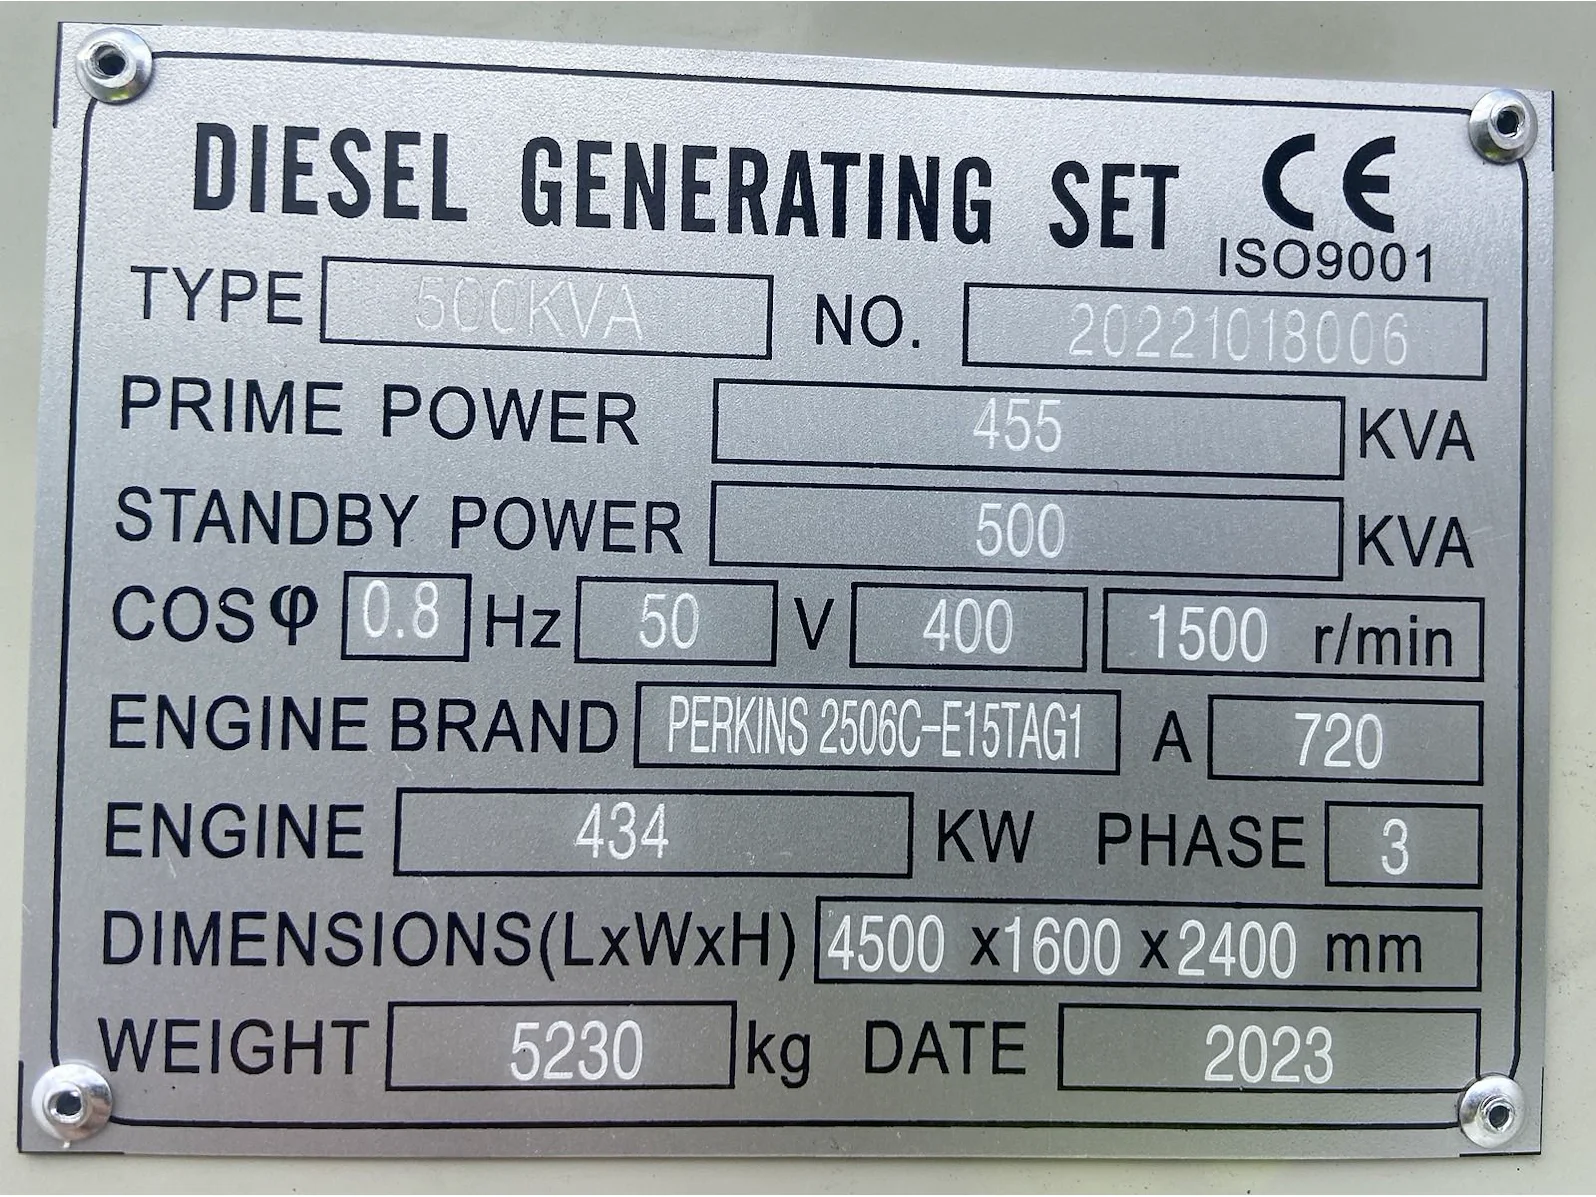 DIESEL GENERATING SET CE
ISO9001
TYPE 500KVA NO. 20221018006
PRIME POWER 455 KVA
STANDBY POWER 500 KVA
COSφ 0.8 Hz 50 V 400 1500 r/min
ENGINE BRAND PERKINS 2506C-E15TAG1 A 720
ENGINE 434 KW PHASE 3
DIMENSIONS(LxWxH) 4500 x1600 x2400 mm
WEIGHT 5230 kg DATE 2023